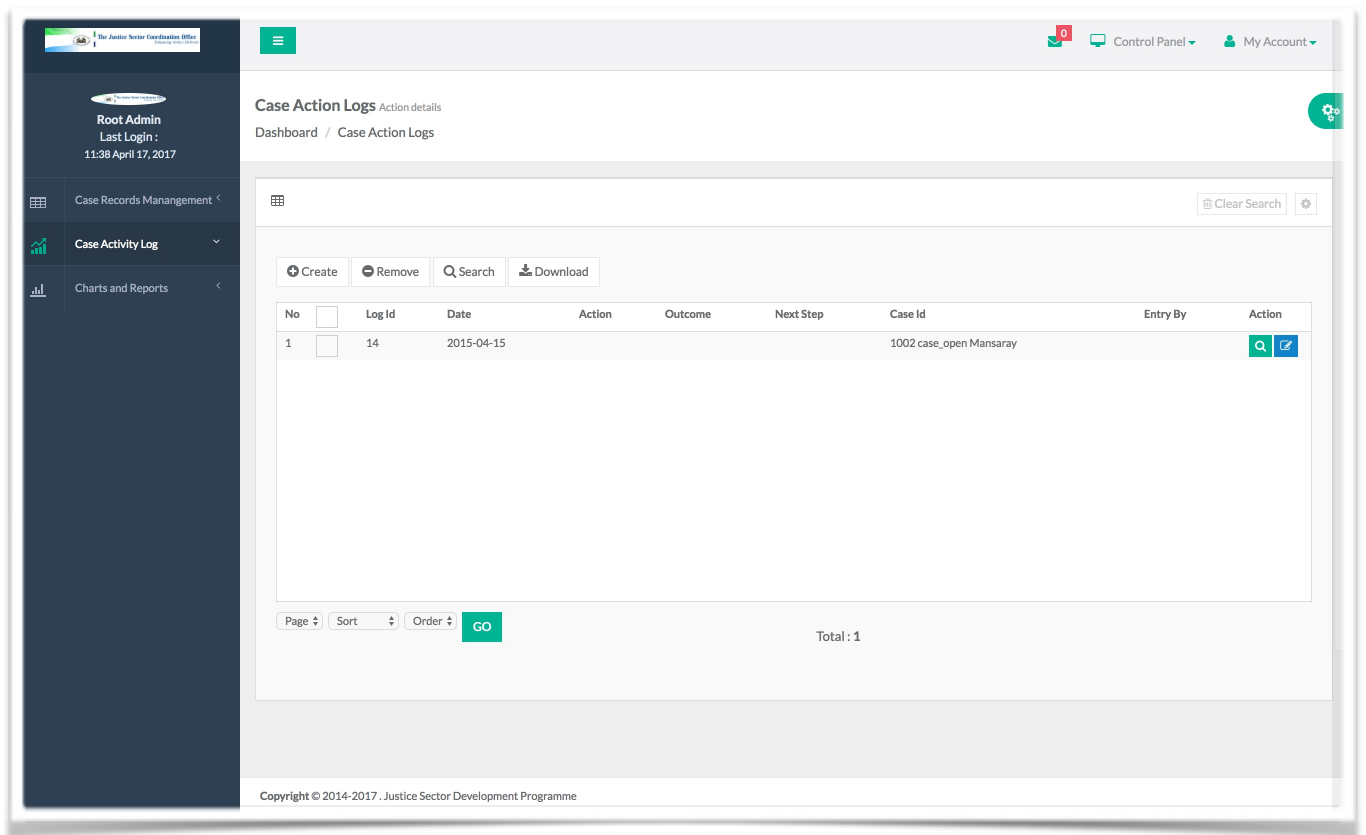 The Justice Sector Coordination Office
0
Control Panel
My Account
Root Admin
Last Login :
11:38 April 17, 2017
Case Records Manangement
Case Activity Log
Charts and Reports
Case Action Logs Action details
Dashboard / Case Action Logs
Clear Search
Create Remove Search Download
No Log Id Date Action Outcome Next Step Case Id Entry By Action
1 14 2015-04-15 1002 case_open Mansaray
Page Sort Order GO
Total : 1
Copyright © 2014-2017 . Justice Sector Development Programme